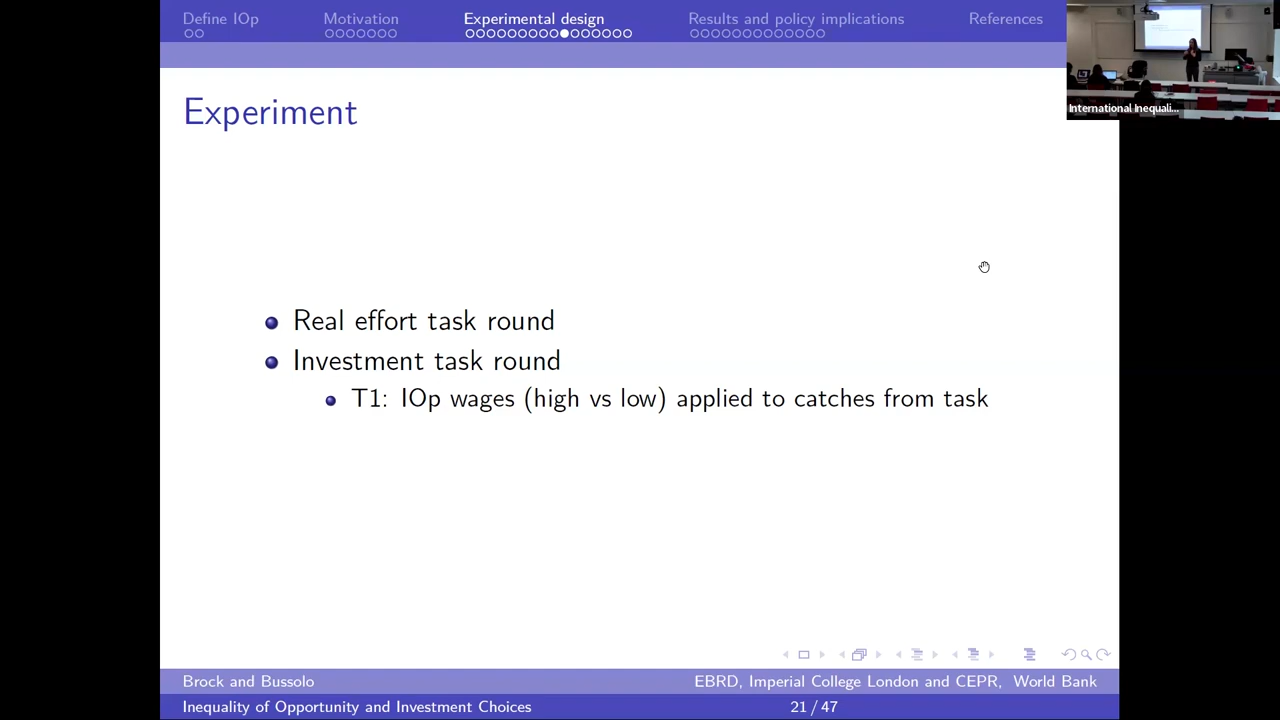 Define IOp
Motivation
Experimental design
Results and policy implications
References
International Inequali...
Experiment
Real effort task round
Investment task round
T1: IOp wages (high vs low) applied to catches from task
Brock and Bussolo
EBRD, Imperial College London and CEPR, World Bank
Inequality of Opportunity and Investment Choices
21 / 47